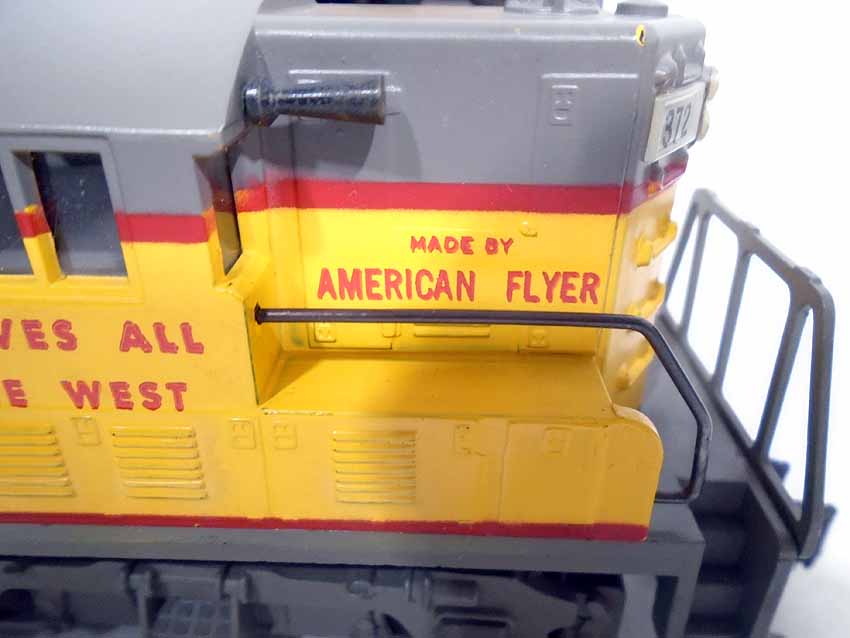 372
MADE BY
AMERICAN FLYER
VES ALL
E WEST